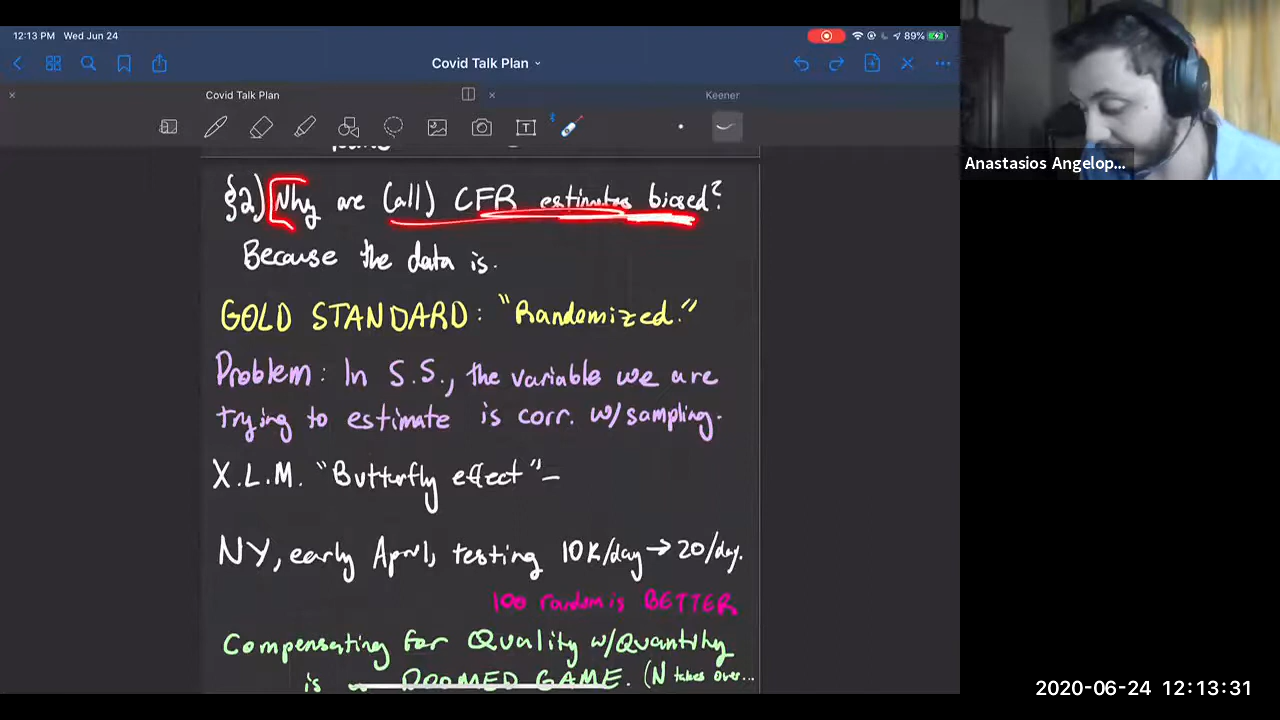 12:13 PM Wed Jun 24
89%
Covid Talk Plan
Covid Talk Plan
Keener
T
§2) Why are (all) CFR estimates biased?
Because the data is.
GOLD STANDARD: "Randomized."
Problem: In S.S., the variable we are
trying to estimate is corr. w/sampling.
X.L.M. "Butterfly effect" –
NY, early April, testing 10K/day → 20/day.
100 random is BETTER
Compensating for Quality w/Quantity
is a DOOMED GAME. (N takes over...
Anastasios Angelop...
2020-06-24 12:13:31